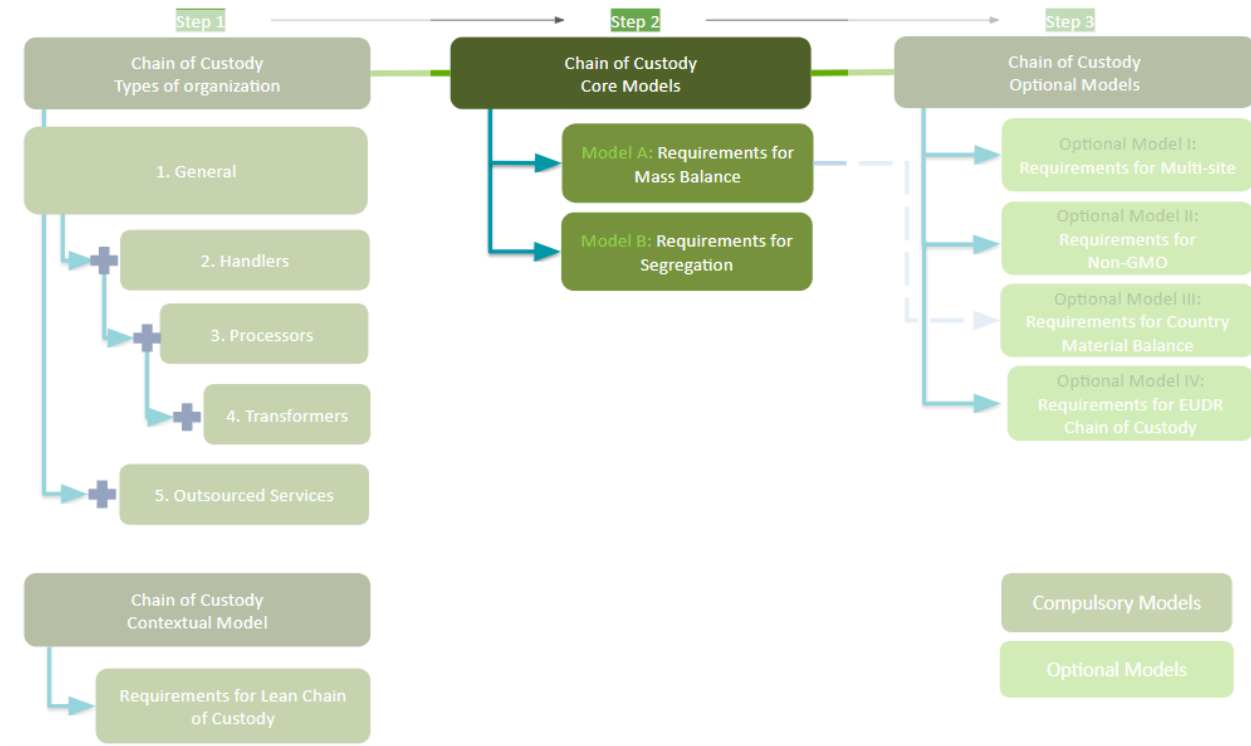 Step 1
Step 2
Step 3
Chain of Custody
Types of organization
1. General
2. Handlers
3. Processors
4. Transformers
5. Outsourced Services
Chain of Custody
Core Models
Model A: Requirements for
Mass Balance
Model B: Requirements for
Segregation
Chain of Custody
Optional Models
Optional Model I:
Requirements for Multi-site
Optional Model II:
Requirements for
Non-GMO
Optional Model III:
Requirements for Country
Material Balance
Optional Model IV:
Requirements for EUDR
Chain of Custody
Chain of Custody
Contextual Model
Requirements for Lean Chain
of Custody
Compulsory Models
Optional Models